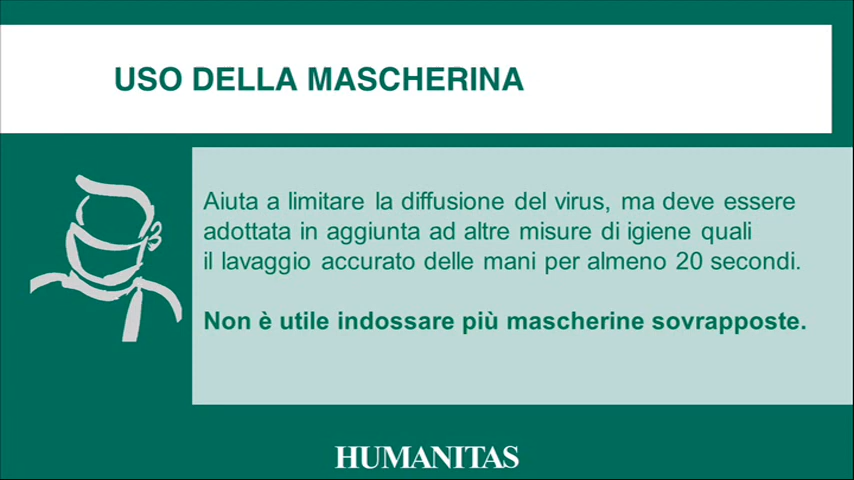 USO DELLA MASCHERINA
Aiuta a limitare la diffusione del virus, ma deve essere
adottata in aggiunta ad altre misure di igiene quali
il lavaggio accurato delle mani per almeno 20 secondi.
Non è utile indossare più mascherine sovrapposte.
HUMANITAS